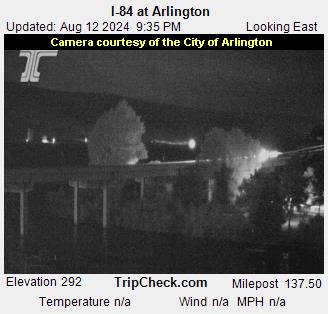 I-84 at Arlington
Updated: Aug 12 2024 9:35 PM Looking East
Camera courtesy of the City of Arlington
Elevation 292 TripCheck.com Milepost 137.50
Temperature n/a Wind n/a MPH n/a